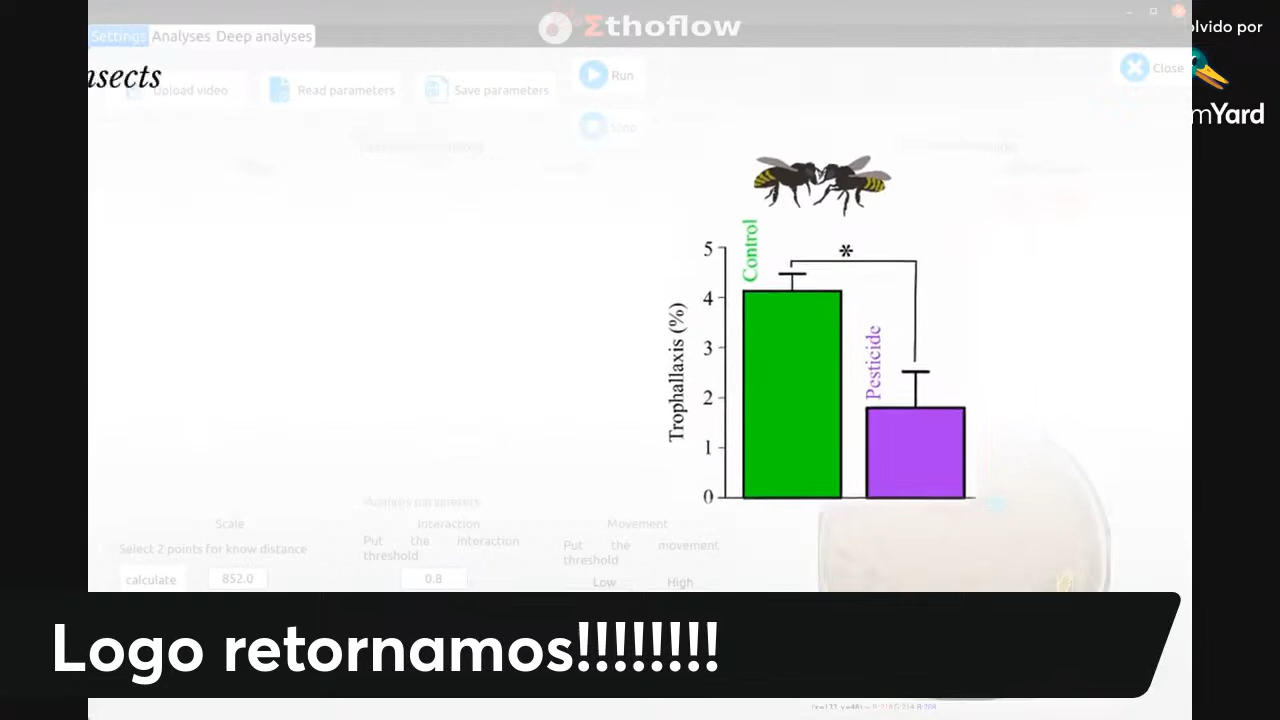 Σthoflow
Settings Analyses Deep analyses
olvido por
nsects
Upload video
Read parameters
Save parameters
Run
Close
mYard
Stop
Control
*
Pesticide
Trophallaxis (%)
5
4
3
2
1
0
Analysis parameters
Scale
Interaction
Movement
Select 2 points for know distance
Put the interaction
threshold
Put the movement
threshold
calculate
852.0
0.8
Low
High
Logo retornamos!!!!!!!!